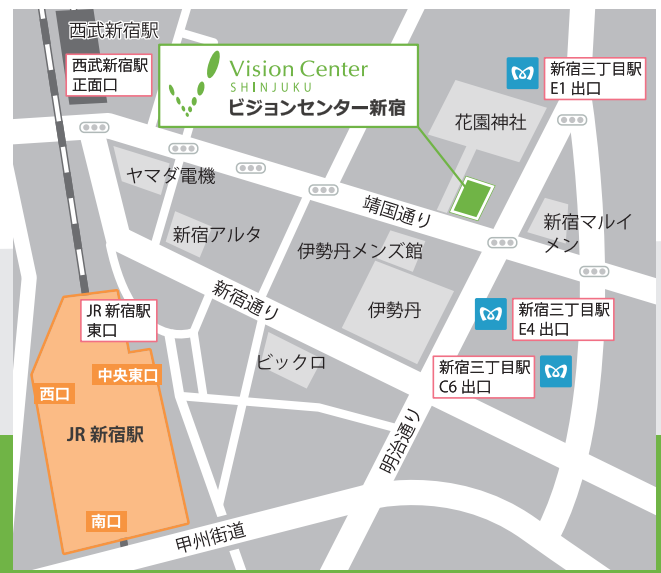 西武新宿駅
西武新宿駅
正面口
Vision Center
SHINJUKU
ビジョンセンター新宿
新宿三丁目駅
E1 出口
花園神社
ヤマダ電機
靖国通り
新宿マルイ
メン
新宿アルタ
伊勢丹メンズ館
新宿通り
伊勢丹
JR 新宿駅
東口
新宿三丁目駅
E4 出口
ビックロ
新宿三丁目駅
C6 出口
中央東口
西口
JR 新宿駅
明治通り
南口
甲州街道